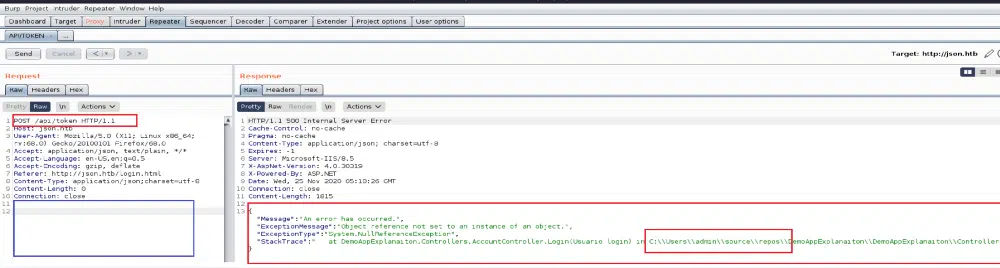 Burp Project Intruder Repeater Window Help
Dashboard Target Proxy Intruder Repeater Sequencer Decoder Comparer Extender Project options User options
API/TOKEN × ...
Send Cancel < > Target: http://json.htb
Request
Raw Headers Hex
Pretty Raw \n Actions
1 POST /api/token HTTP/1.1
2 Host: json.htb
3 User-Agent: Mozilla/5.0 (X11; Linux x86_64;
rv:68.0) Gecko/20100101 Firefox/68.0
4 Accept: application/json, text/plain, */*
5 Accept-Language: en-US,en;q=0.5
6 Accept-Encoding: gzip, deflate
7 Referer: http://json.htb/login.html
8 Content-Type: application/json;charset=utf-8
9 Content-Length: 0
10 Connection: close
11
12
Response
Raw Headers Hex
Pretty Raw Render \n Actions
1 HTTP/1.1 500 Internal Server Error
2 Cache-Control: no-cache
3 Pragma: no-cache
4 Content-Type: application/json; charset=utf-8
5 Expires: -1
6 Server: Microsoft-IIS/8.5
7 X-AspNet-Version: 4.0.30319
8 X-Powered-By: ASP.NET
9 Date: Wed, 25 Nov 2020 05:10:26 GMT
10 Connection: close
11 Content-Length: 1815
12
13 {
"Message":"An error has occurred.",
"ExceptionMessage":"Object reference not set to an instance of an object.",
"ExceptionType":"System.NullReferenceException",
"StackTrace":" at DemoAppExplanaiton.Controllers.AccountController.Login(Usuario login) in C:\\Users\\admin\\source\\repos\\DemoAppExplanaiton\\DemoAppExplanaiton\\Controller
}